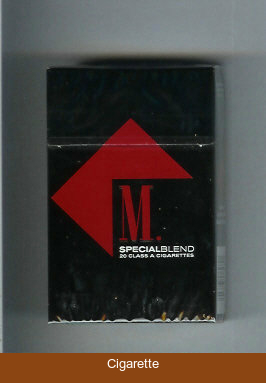 M.
SPECIALBLEND
20 CLASS A CIGARETTES
Cigarette